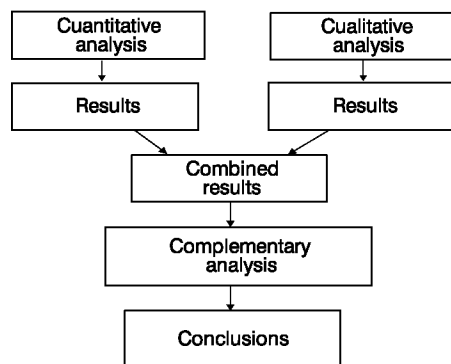 Cuantitative
analysis
Cualitative
analysis
Results
Results
Combined
results
Complementary
analysis
Conclusions